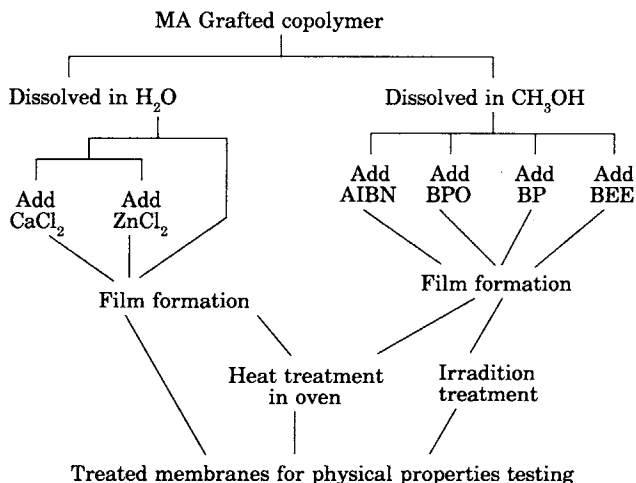 MA Grafted copolymer
Dissolved in H₂O
Dissolved in CH₃OH
Add
CaCl₂
Add
ZnCl₂
Add
AIBN
Add
BPO
Add
BP
Add
BEE
Film formation
Film formation
Heat treatment
in oven
Irradition
treatment
Treated membranes for physical properties testing